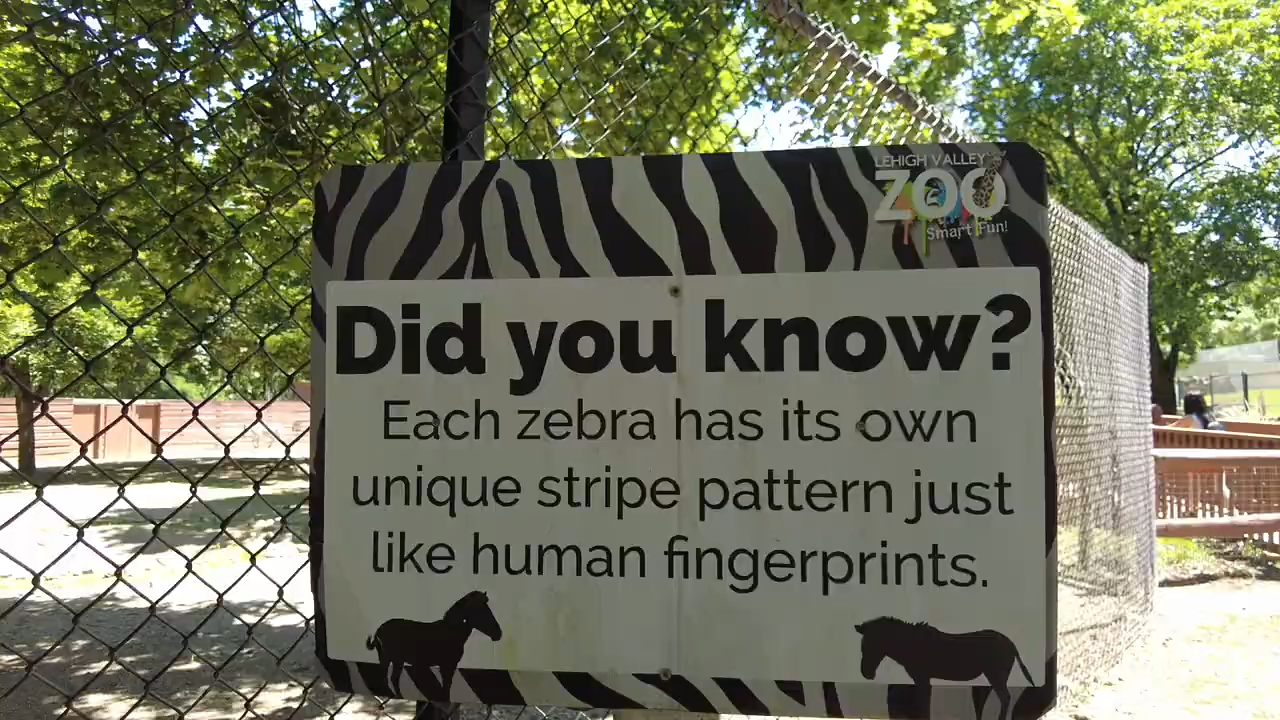 LEHIGH VALLEY
ZOO
Smart Fun!
Did you know?
Each zebra has its own
unique stripe pattern just
like human fingerprints.